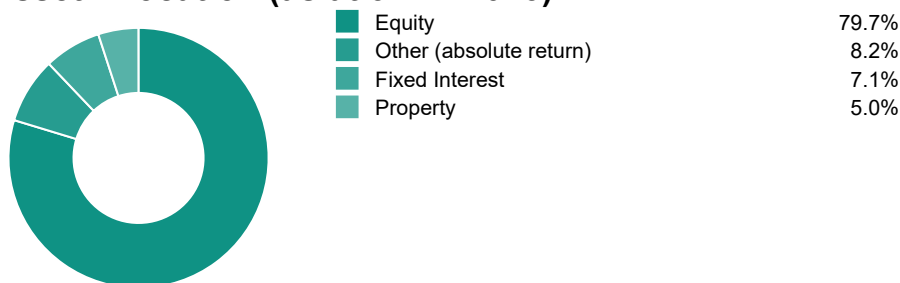 Equity 79.7%
Other (absolute return) 8.2%
Fixed Interest 7.1%
Property 5.0%